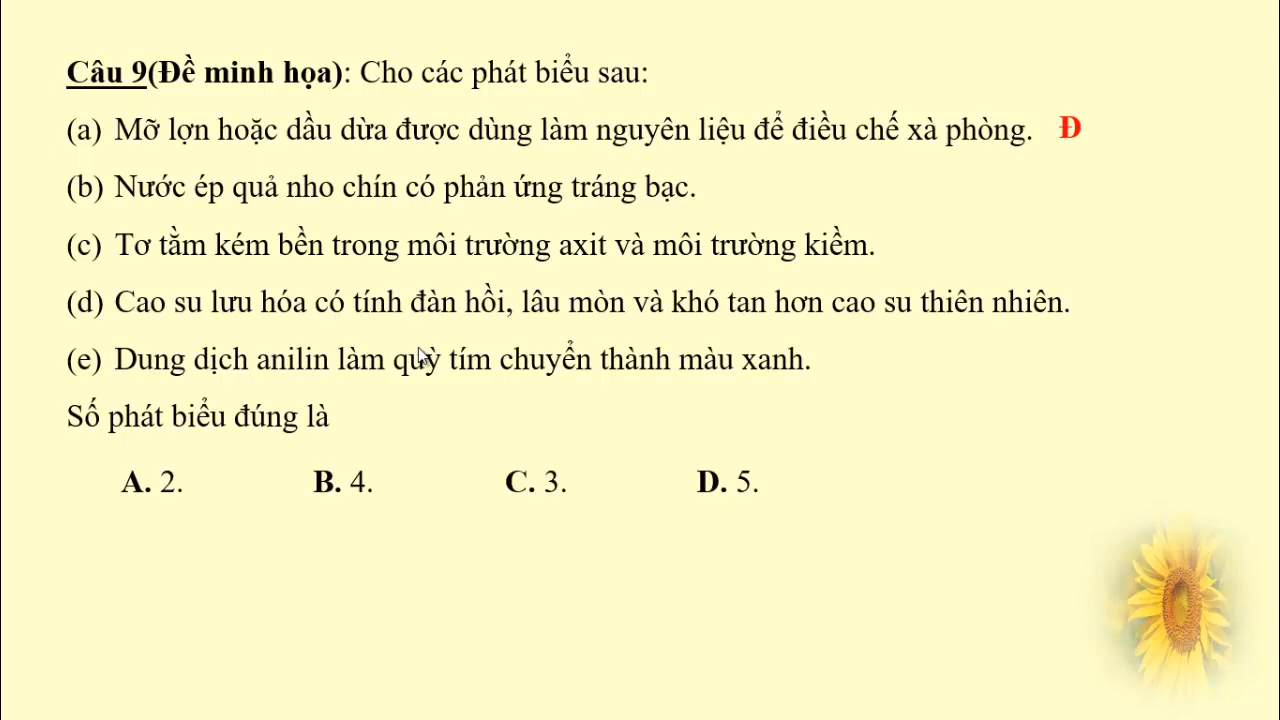 Câu 9(Đề minh họa): Cho các phát biểu sau:
(a) Mỡ lợn hoặc dầu dừa được dùng làm nguyên liệu để điều chế xà phòng. Đ
(b) Nước ép quả nho chín có phản ứng tráng bạc.
(c) Tơ tằm kém bền trong môi trường axit và môi trường kiềm.
(d) Cao su lưu hóa có tính đàn hồi, lâu mòn và khó tan hơn cao su thiên nhiên.
(e) Dung dịch anilin làm quỳ tím chuyển thành màu xanh.
Số phát biểu đúng là
A. 2. B. 4. C. 3. D. 5.